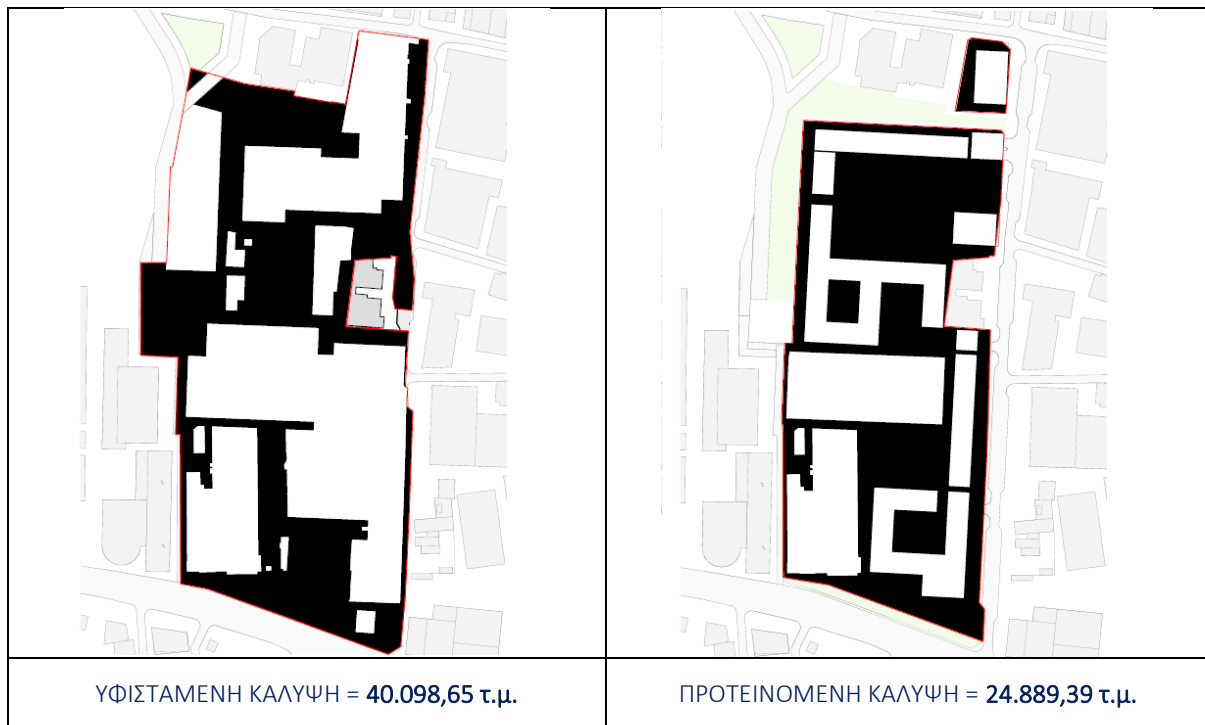 ΥΦΙΣΤΑΜΕΝΗ ΚΑΛΥΨΗ = 40.098,65 τ.μ.
ΠΡΟΤΕΙΝΟΜΕΝΗ ΚΑΛΥΨΗ = 24.889,39 τ.μ.